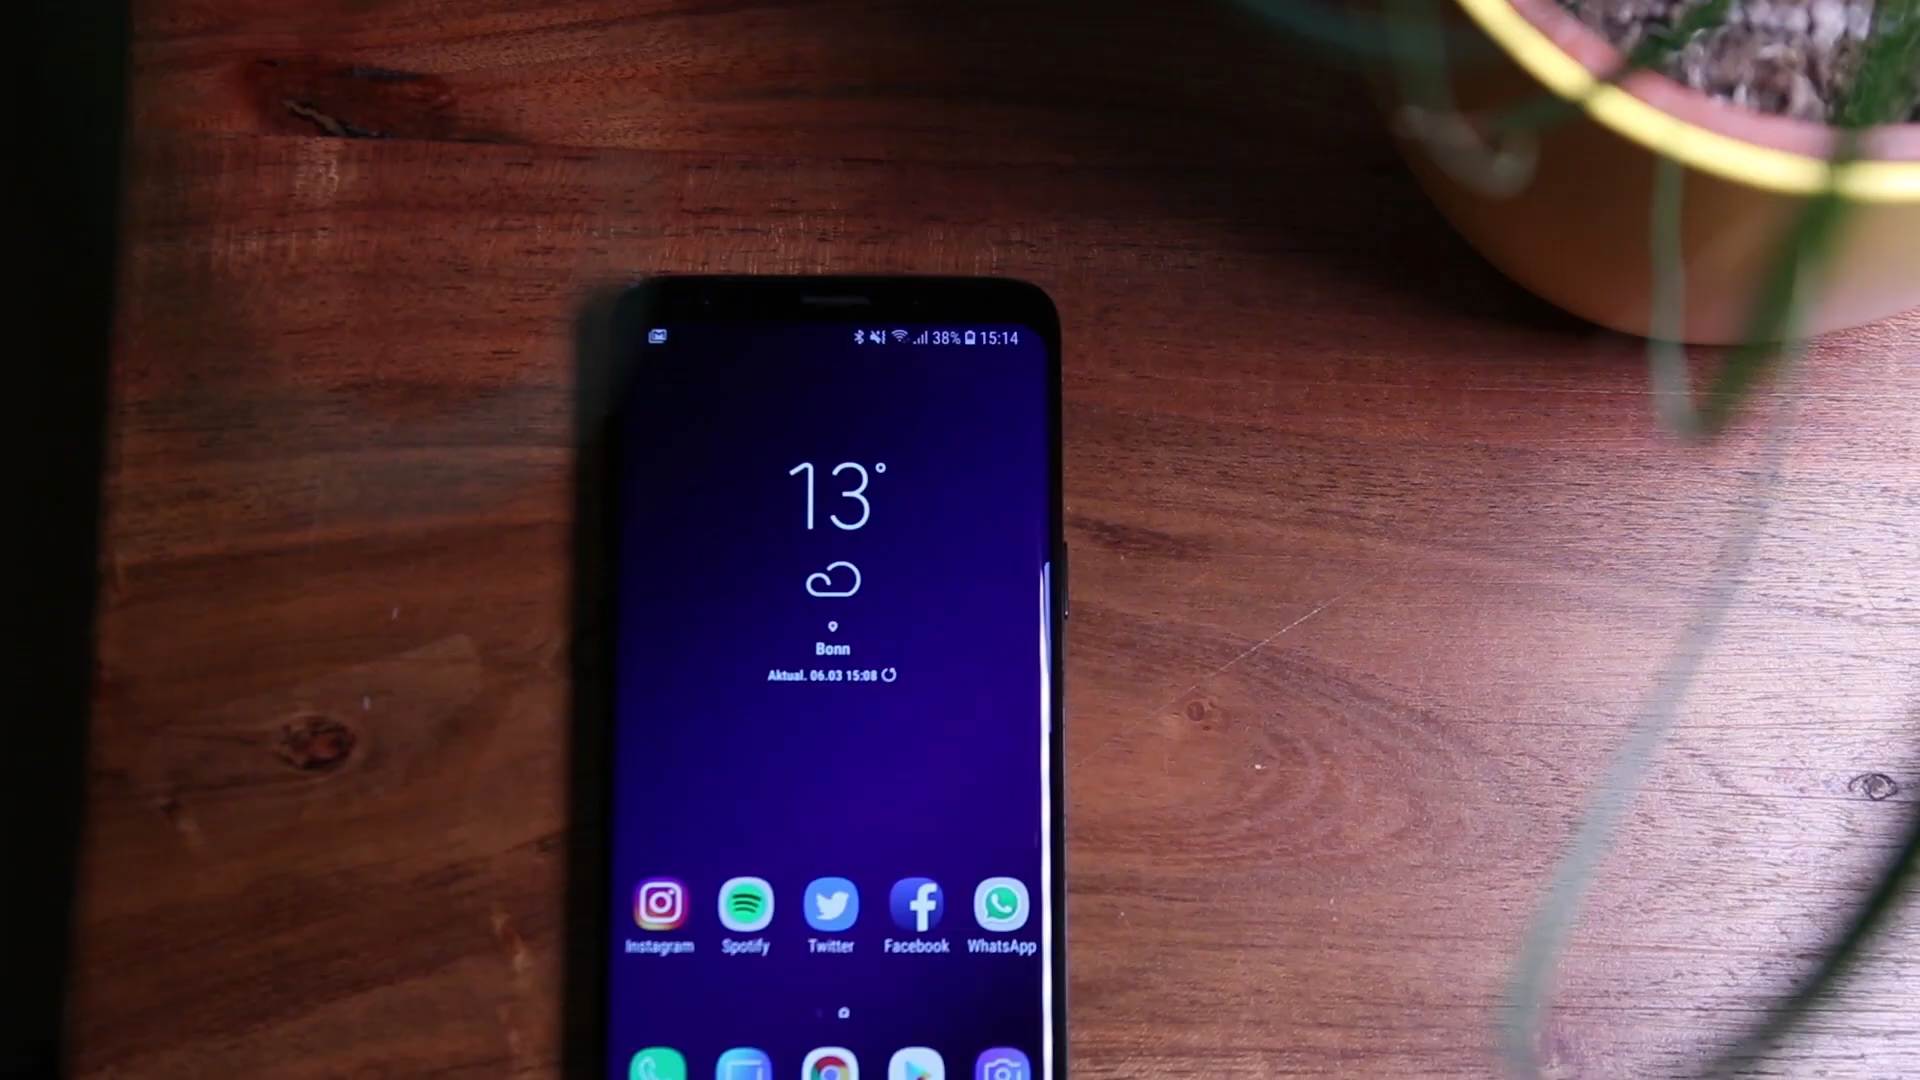 38% 15:14
13°
Bonn
Aktual. 06.03 15:08
Instagram Spotify Twitter Facebook WhatsApp